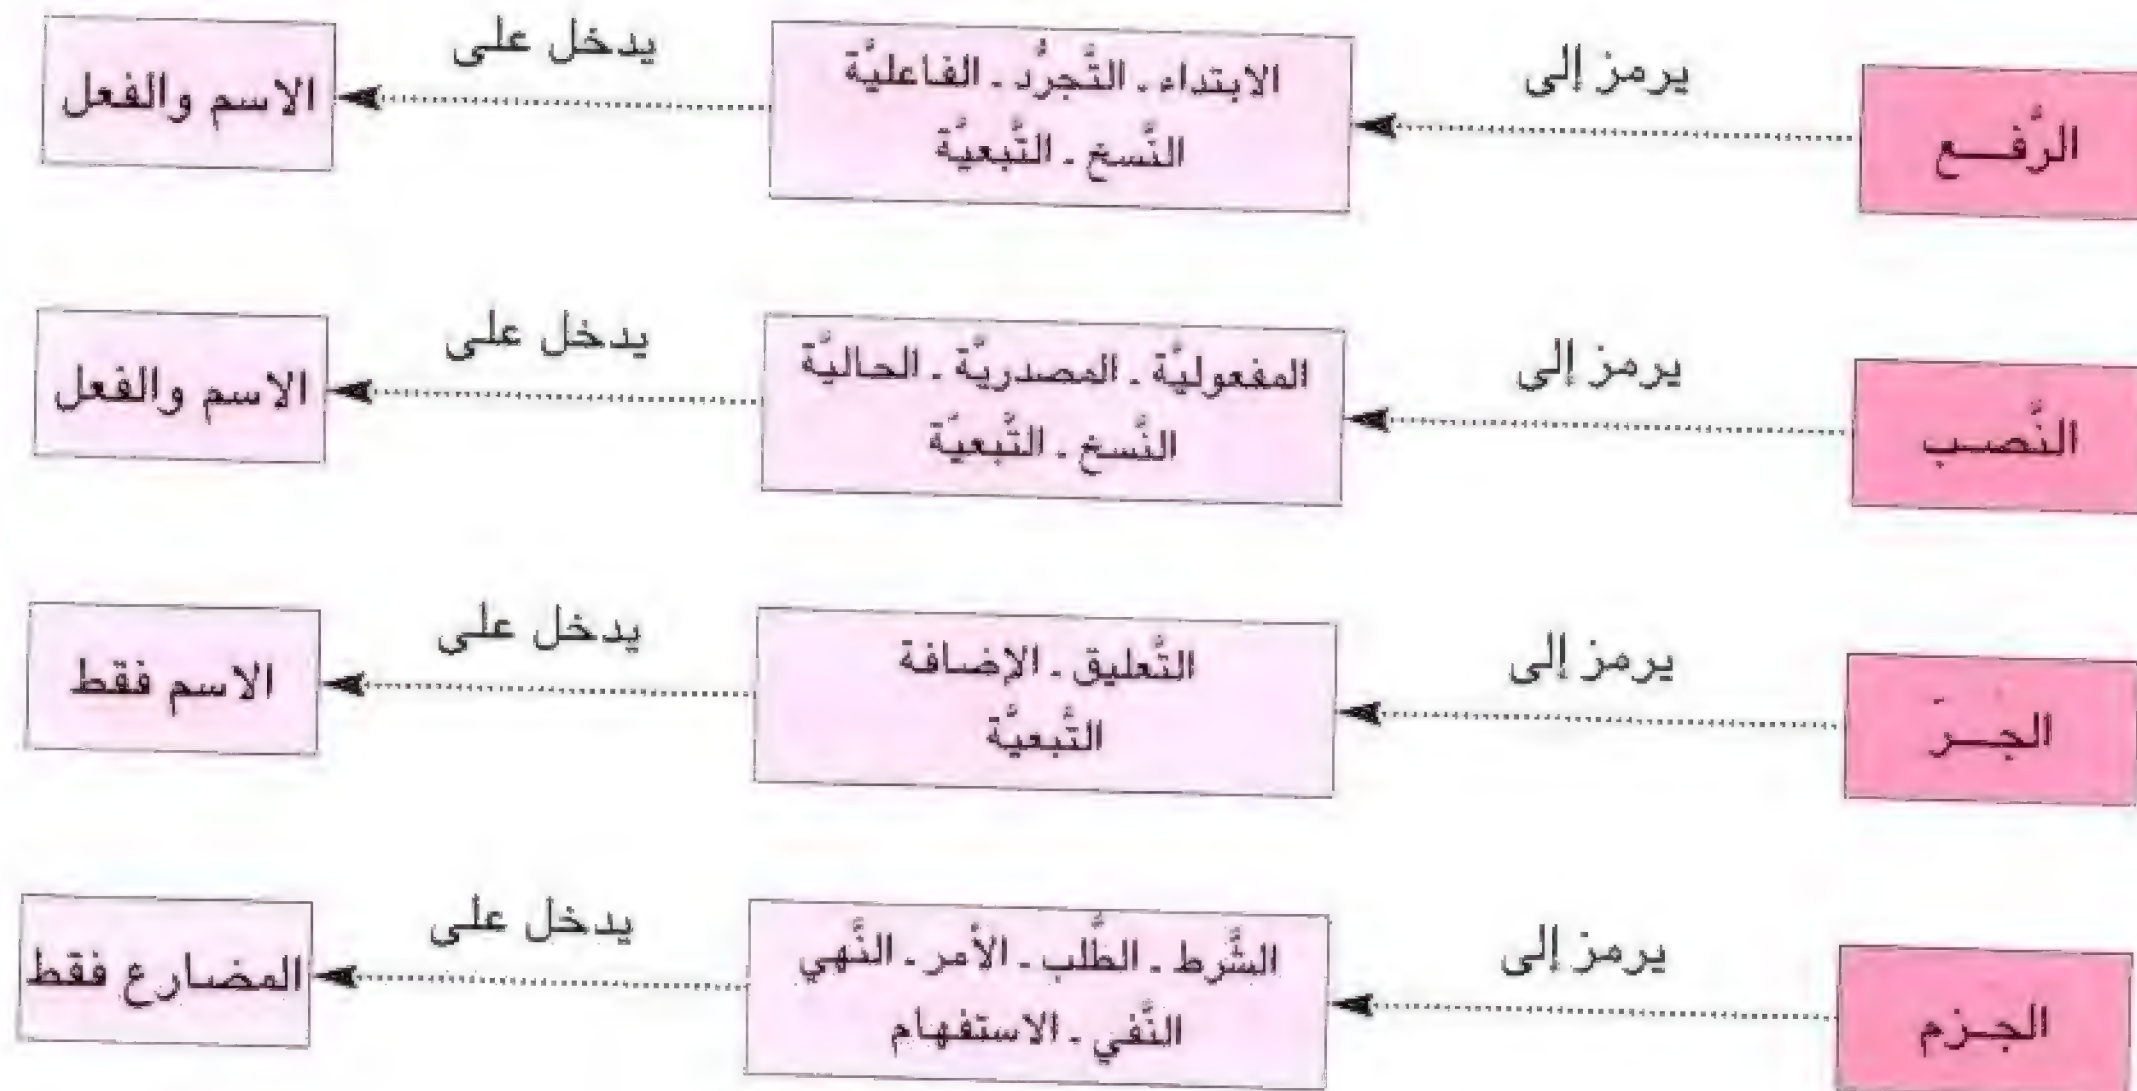 الرَّفـــع
يرمز إلى
الابتداء ـ التَّجرُّد ـ الفاعليَّة
النَّسخ ـ التَّبعيَّة
يدخل على
الاسم والفعل
النَّصـب
يرمز إلى
المفعوليَّة ـ المصدريَّة ـ الحاليَّة
النَّسخ ـ التَّبعيَّة
يدخل على
الاسم والفعل
الجـــرّ
يرمز إلى
التَّعليق ـ الإضافة
التَّبعيَّة
يدخل على
الاسم فقط
الجـزم
يرمز إلى
الشَّرط ـ الطَّلب ـ الأمر ـ النَّهي
النَّفي ـ الاستفهام
يدخل على
المضارع فقط